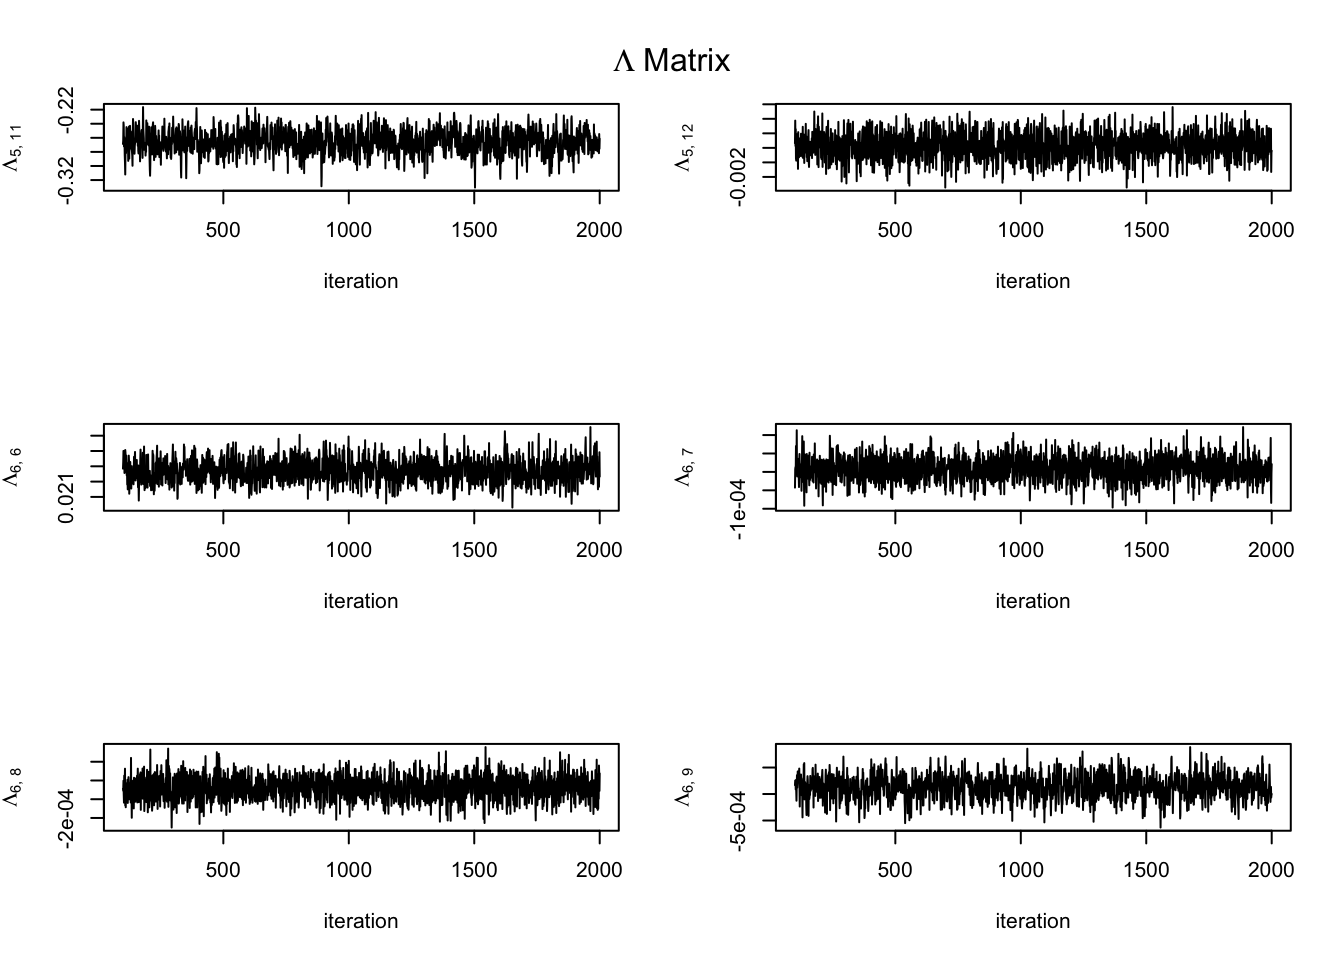 Λ Matrix
Λ5, 11
-0.32 -0.22
500 1000 1500 2000
iteration
Λ5, 12
-0.002
500 1000 1500 2000
iteration
Λ6, 6
0.021
500 1000 1500 2000
iteration
Λ6, 7
-1e-04
500 1000 1500 2000
iteration
Λ6, 8
-2e-04
500 1000 1500 2000
iteration
Λ6, 9
-5e-04
500 1000 1500 2000
iteration